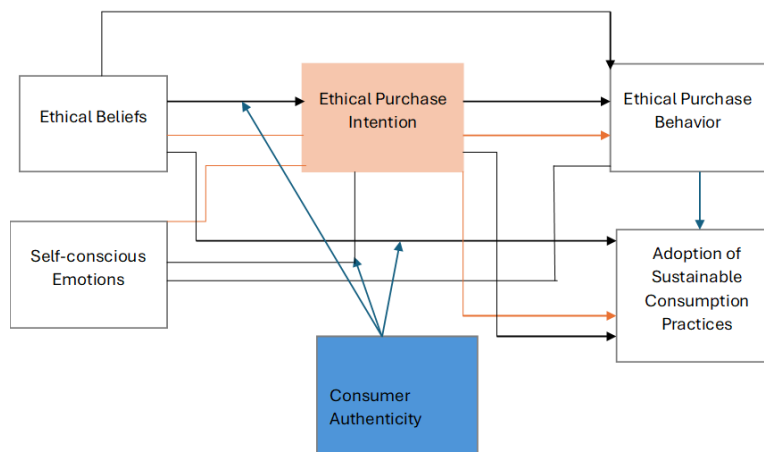 Ethical Beliefs
Ethical Purchase
Intention
Ethical Purchase
Behavior
Self-conscious
Emotions
Adoption of
Sustainable
Consumption
Practices
Consumer
Authenticity